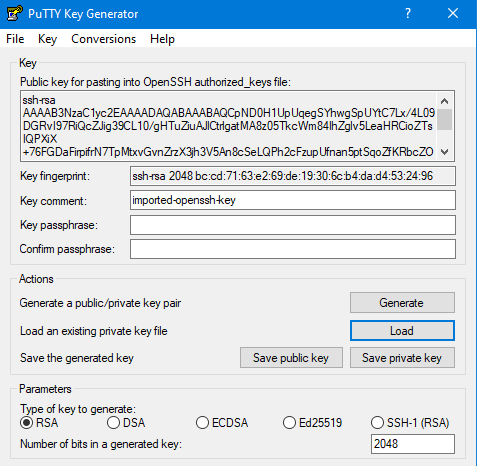 PuTTY Key Generator
?
File Key Conversions Help
Key
Public key for pasting into OpenSSH authorized_keys file:
ssh-rsa
AAAAB3NzaC1yc2EAAAADAQABAAABAQCpND0H1UpUqegSYhwgSpUYtC7Lx/4L09
DGRvI97RiQcZJig39CL10/gHTuZiuAJlCtrlgatMA8z05TkcWm84IhZglv5LeaHRCioZTs
IQPXiX
+76FGDaFirpifrN7TpMtxvGvnZrzX3jh3V5An8cSeLQPh2cFzupUfnan5ptSqoZfKRbcZO
Key fingerprint: ssh-rsa 2048 bc:cd:71:63:e2:69:de:19:30:6c:b4:da:d4:53:24:96
Key comment: imported-openssh-key
Key passphrase:
Confirm passphrase:
Actions
Generate a public/private key pair Generate
Load an existing private key file Load
Save the generated key Save public key Save private key
Parameters
Type of key to generate:
RSA DSA ECDSA Ed25519 SSH-1 (RSA)
Number of bits in a generated key: 2048